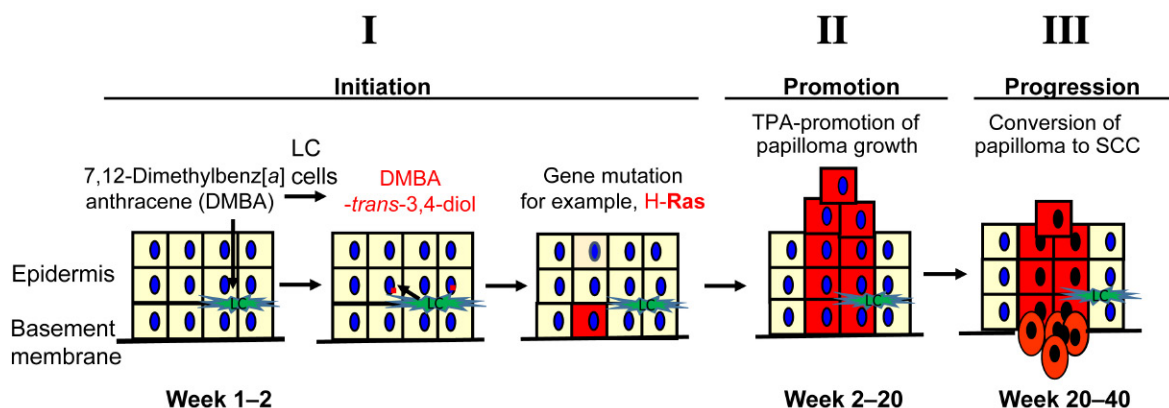 I
II
III
Initiation
Promotion
Progression
LC
cells
7,12-Dimethylbenz[a]
anthracene (DMBA)
DMBA
-trans-3,4-diol
Gene mutation
for example, H-Ras
TPA-promotion of
papilloma growth
Conversion of
papilloma to SCC
Epidermis
Basement
membrane
LC
LC
LC
LC
LC
Week 1–2
Week 2–20
Week 20–40